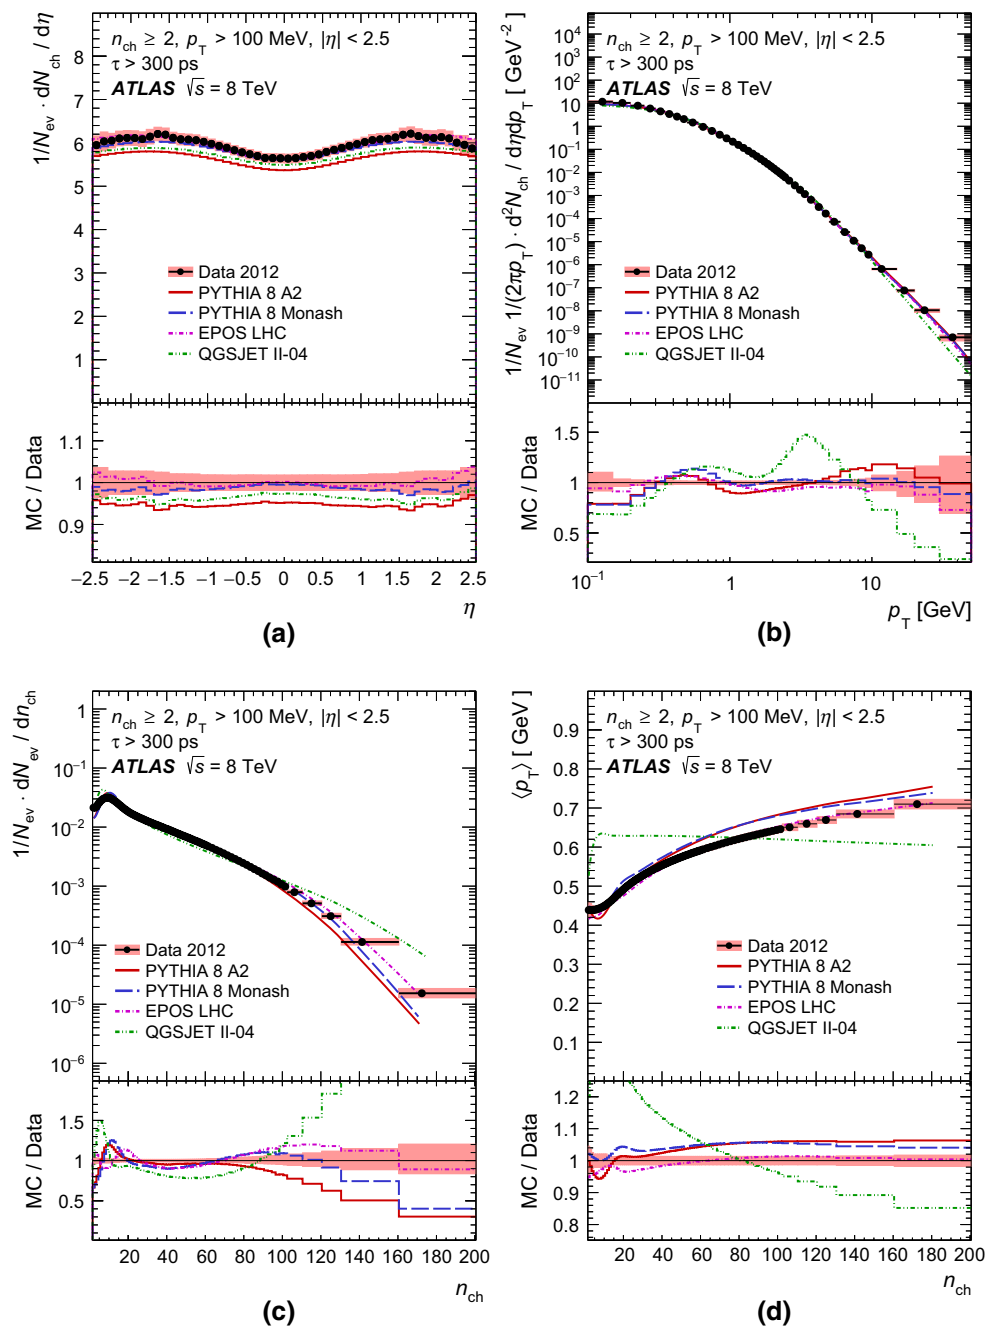 1/N_ev · dN_ch / dη
n_ch ≥ 2, p_T > 100 MeV, |η| < 2.5
τ > 300 ps
ATLAS √s = 8 TeV
9
8
7
6
5
4
3
2
1
Data 2012
PYTHIA 8 A2
PYTHIA 8 Monash
EPOS LHC
QGSJET II-04
MC / Data
1.1
1
0.9
−2.5 −2 −1.5 −1 −0.5 0 0.5 1 1.5 2 2.5
η
(a)
1/N_ev 1/(2πp_T) · d²N_ch / dηdp_T [ GeV⁻² ]
n_ch ≥ 2, p_T > 100 MeV, |η| < 2.5
τ > 300 ps
ATLAS √s = 8 TeV
10⁴
10³
10²
10
1
10⁻¹
10⁻²
10⁻³
10⁻⁴
10⁻⁵
10⁻⁶
10⁻⁷
10⁻⁸
10⁻⁹
10⁻¹⁰
10⁻¹¹
Data 2012
PYTHIA 8 A2
PYTHIA 8 Monash
EPOS LHC
QGSJET II-04
MC / Data
1.5
1
0.5
10⁻¹ 1 10
p_T [GeV]
(b)
1/N_ev · dN_ev / dn_ch
n_ch ≥ 2, p_T > 100 MeV, |η| < 2.5
τ > 300 ps
ATLAS √s = 8 TeV
1
10⁻¹
10⁻²
10⁻³
10⁻⁴
10⁻⁵
10⁻⁶
Data 2012
PYTHIA 8 A2
PYTHIA 8 Monash
EPOS LHC
QGSJET II-04
MC / Data
1.5
1
0.5
20 40 60 80 100 120 140 160 180 200
n_ch
(c)
⟨p_T⟩ [ GeV ]
n_ch ≥ 2, p_T > 100 MeV, |η| < 2.5
τ > 300 ps
ATLAS √s = 8 TeV
0.9
0.8
0.7
0.6
0.5
0.4
0.3
0.2
0.1
0
Data 2012
PYTHIA 8 A2
PYTHIA 8 Monash
EPOS LHC
QGSJET II-04
MC / Data
1.2
1.1
1
0.9
0.8
20 40 60 80 100 120 140 160 180 200
n_ch
(d)